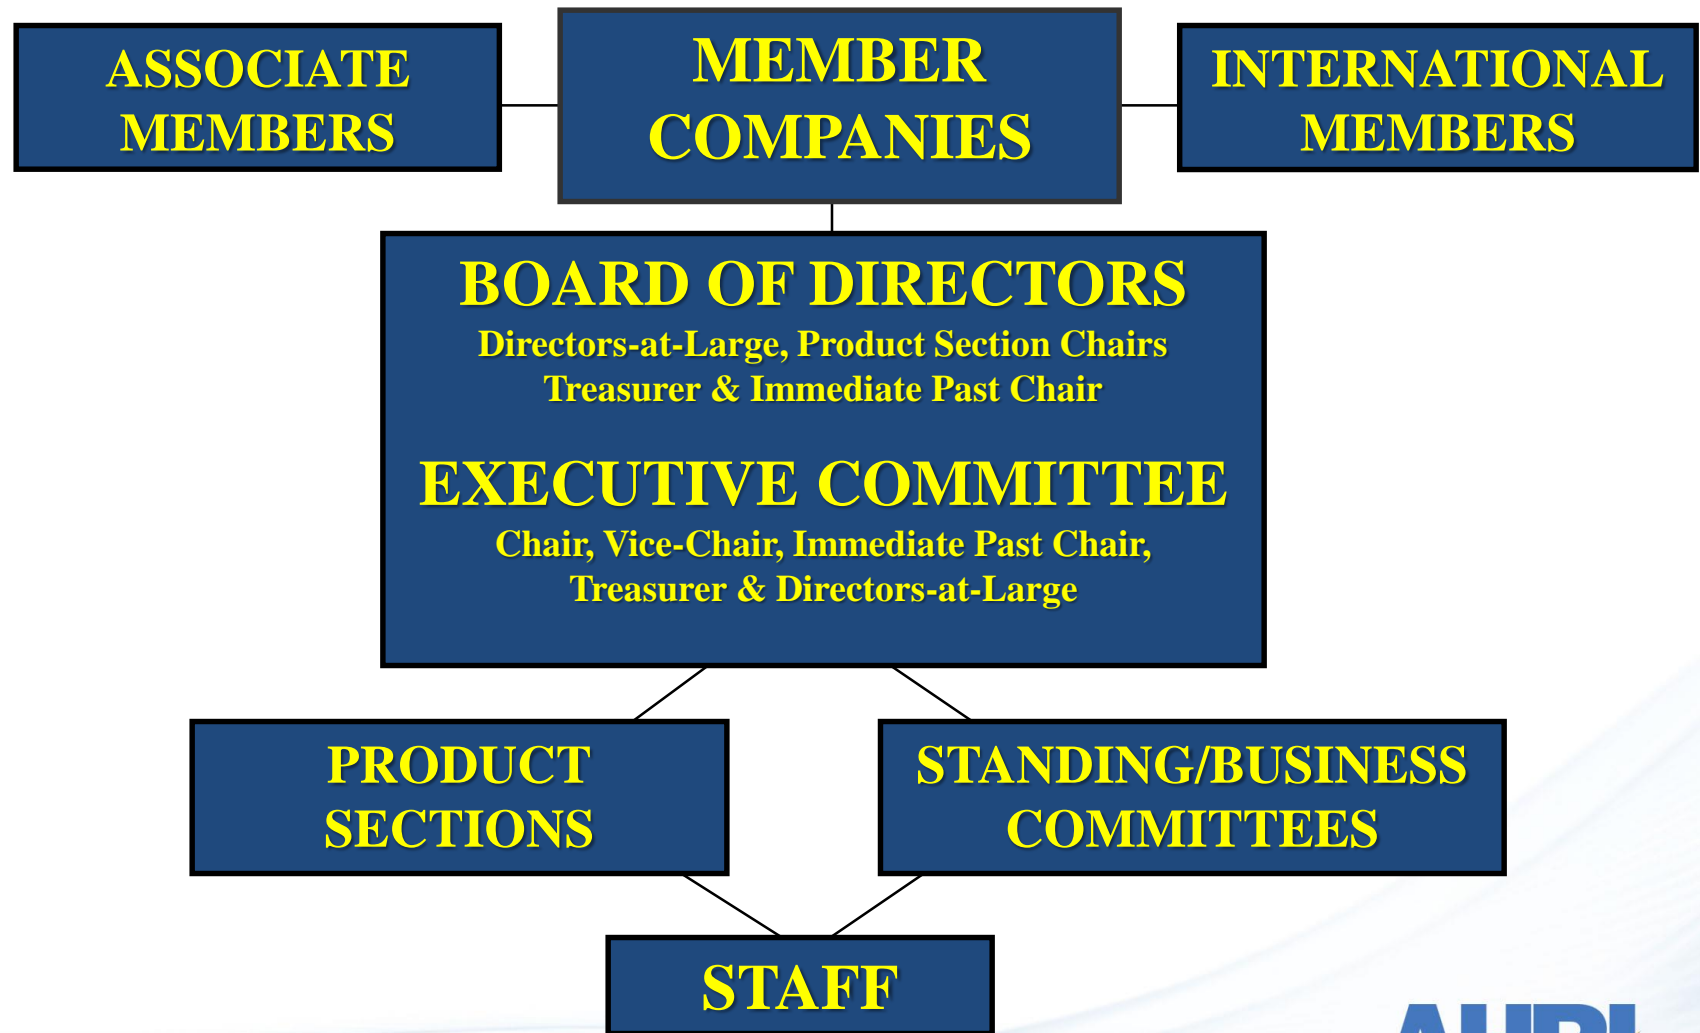 ASSOCIATE
MEMBERS
MEMBER
COMPANIES
INTERNATIONAL
MEMBERS
BOARD OF DIRECTORS
Directors-at-Large, Product Section Chairs
Treasurer & Immediate Past Chair
EXECUTIVE COMMITTEE
Chair, Vice-Chair, Immediate Past Chair,
Treasurer & Directors-at-Large
PRODUCT
SECTIONS
STANDING/BUSINESS
COMMITTEES
STAFF